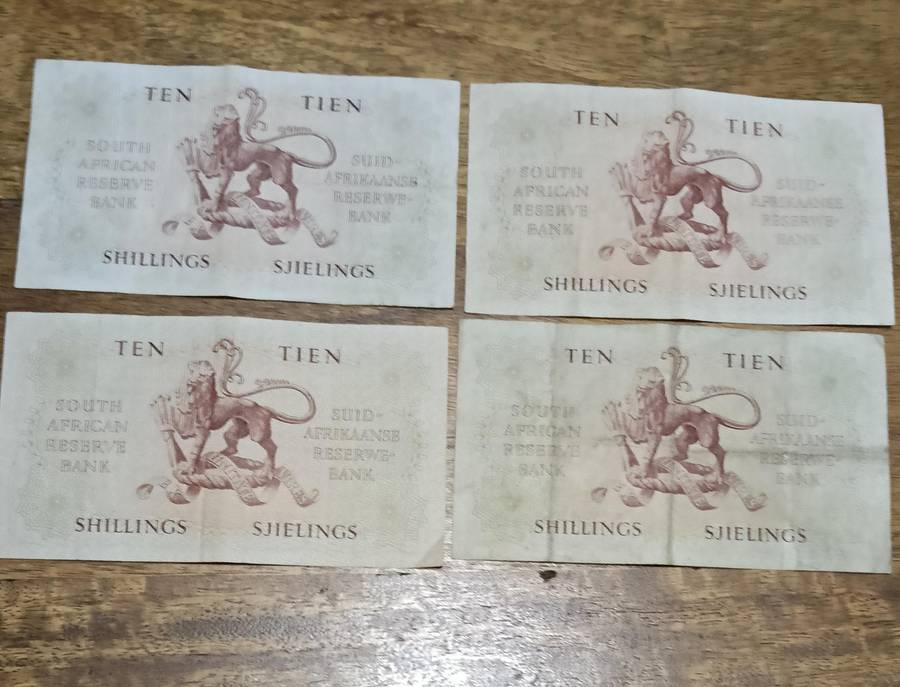 TEN TIEN
SOUTH
AFRICAN
RESERVE
BANK
SUID-
AFRIKAANSE
RESERWE-
BANK
SHILLINGS SJIELINGS
TEN TIEN
SOUTH
AFRICAN
RESERVE
BANK
SUID-
AFRIKAANSE
RESERWE-
BANK
SHILLINGS SJIELINGS
TEN TIEN
SOUTH
AFRICAN
RESERVE
BANK
SUID-
AFRIKAANSE
RESERWE-
BANK
SHILLINGS SJIELINGS
TEN TIEN
SOUTH
AFRICAN
RESERVE
BANK
SUID-
AFRIKAANSE
RESERWE-
BANK
SHILLINGS SJIELINGS